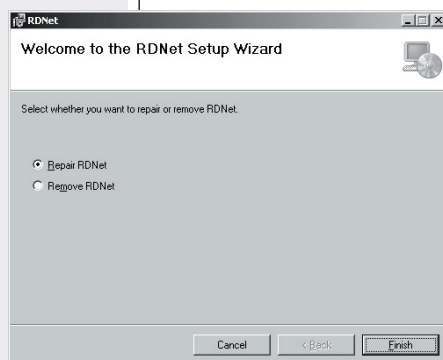 RDNet
Welcome to the RDNet Setup Wizard
Select whether you want to repair or remove RDNet.
Repair RDNet
Remove RDNet
Cancel
< Back
Finish